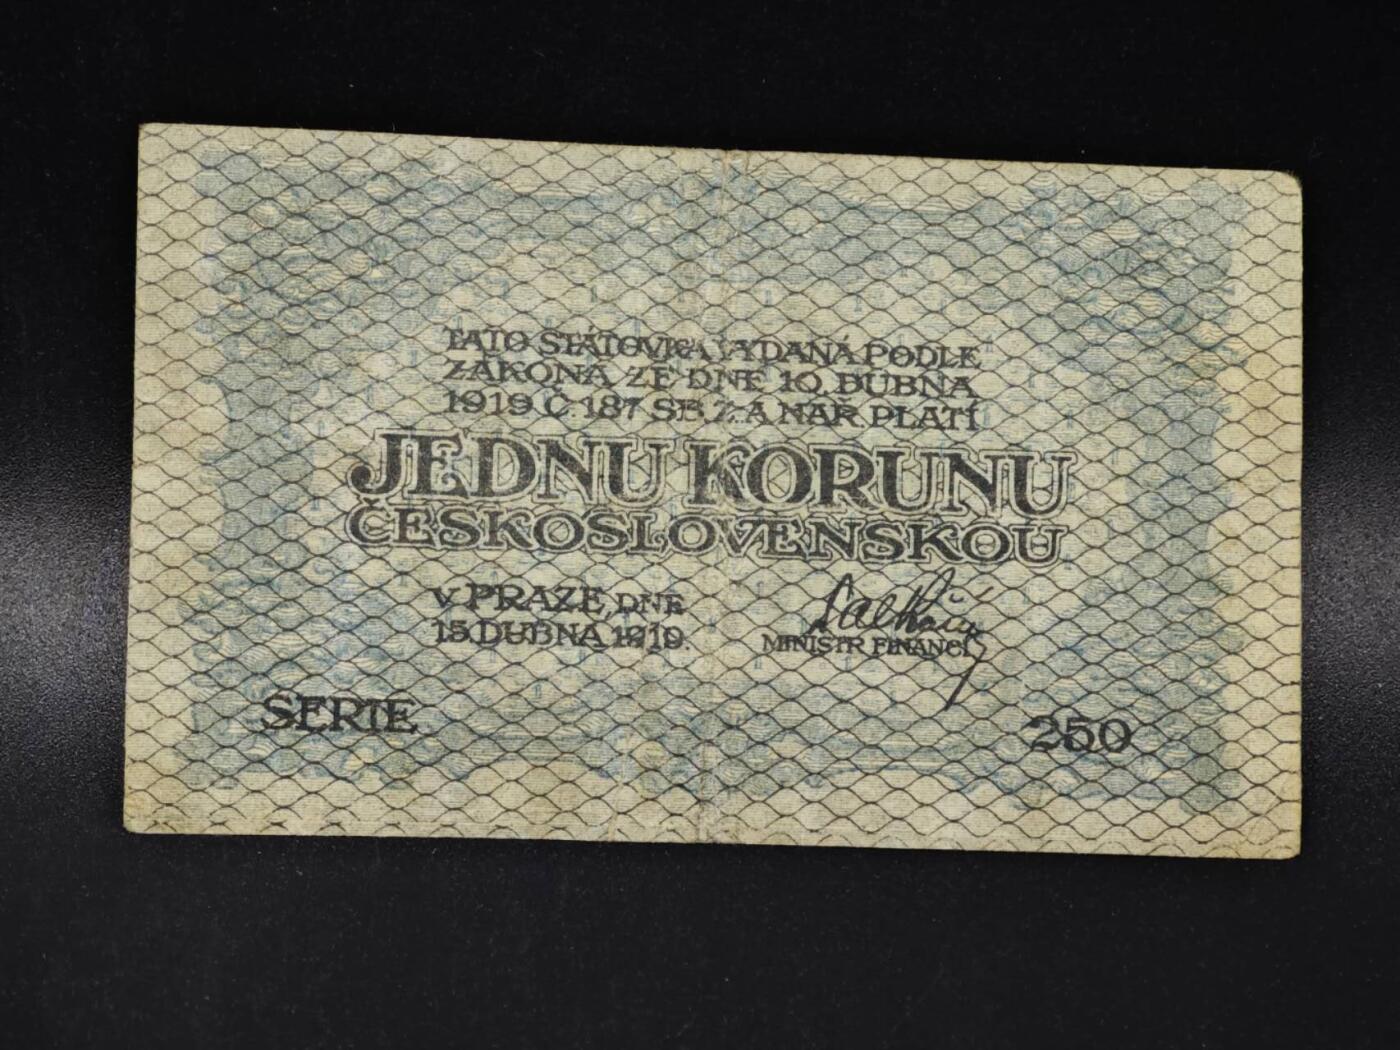 TATO STÁTOVKA VYDANÁ PODLE
ZÁKONA ZE DNE 10. DUBNA
1919 Č. 187 SB. Z. A NAŘ. PLATÍ
JEDNU KORUNU
ČESKOSLOVENSKOU
V PRAZE, DNE
15. DUBNA 1919.
MINISTR FINANCÍ
SERIE
250